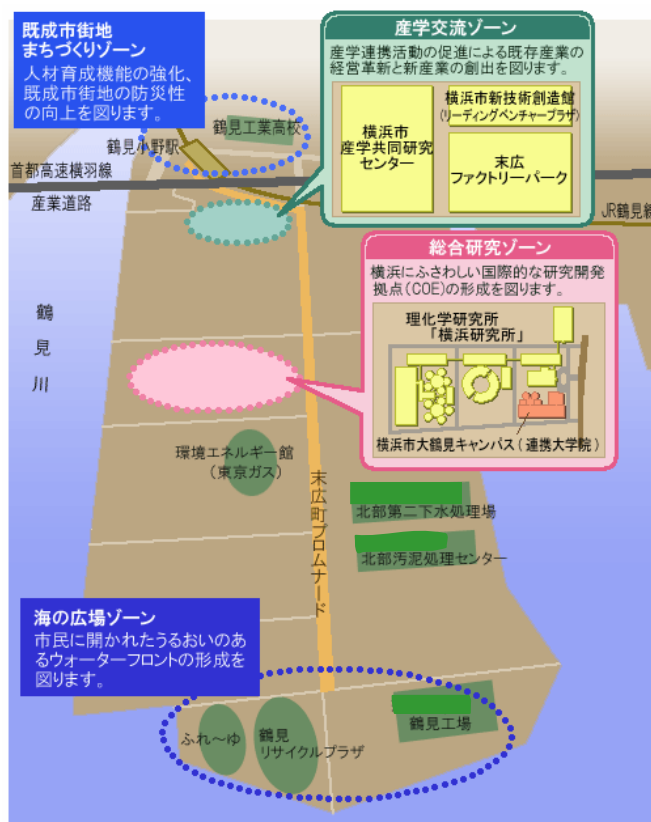 既成市街地
まちづくりゾーン
人材育成機能の強化、
既成市街地の防災性
の向上を図ります。
産学交流ゾーン
産学連携活動の促進による既存産業の
経営革新と新産業の創出を図ります。
横浜市
産学共同研究
センター
横浜市新技術創造館
(リーディングベンチャープラザ)
末広
ファクトリーパーク
鶴見工業高校
鶴見小野駅
首都高速横羽線
産業道路
JR鶴見線
総合研究ゾーン
横浜にふさわしい国際的な研究開発
拠点(COE)の形成を図ります。
理化学研究所
「横浜研究所」
横浜市大鶴見キャンパス(連携大学院)
鶴見川
環境エネルギー館
(東京ガス)
末広町プロムナード
北部第二下水処理場
北部汚泥処理センター
海の広場ゾーン
市民に開かれたうるおいのあ
るウォーターフロントの形成を
図ります。
ふれ〜ゆ
鶴見
リサイクルプラザ
鶴見工場